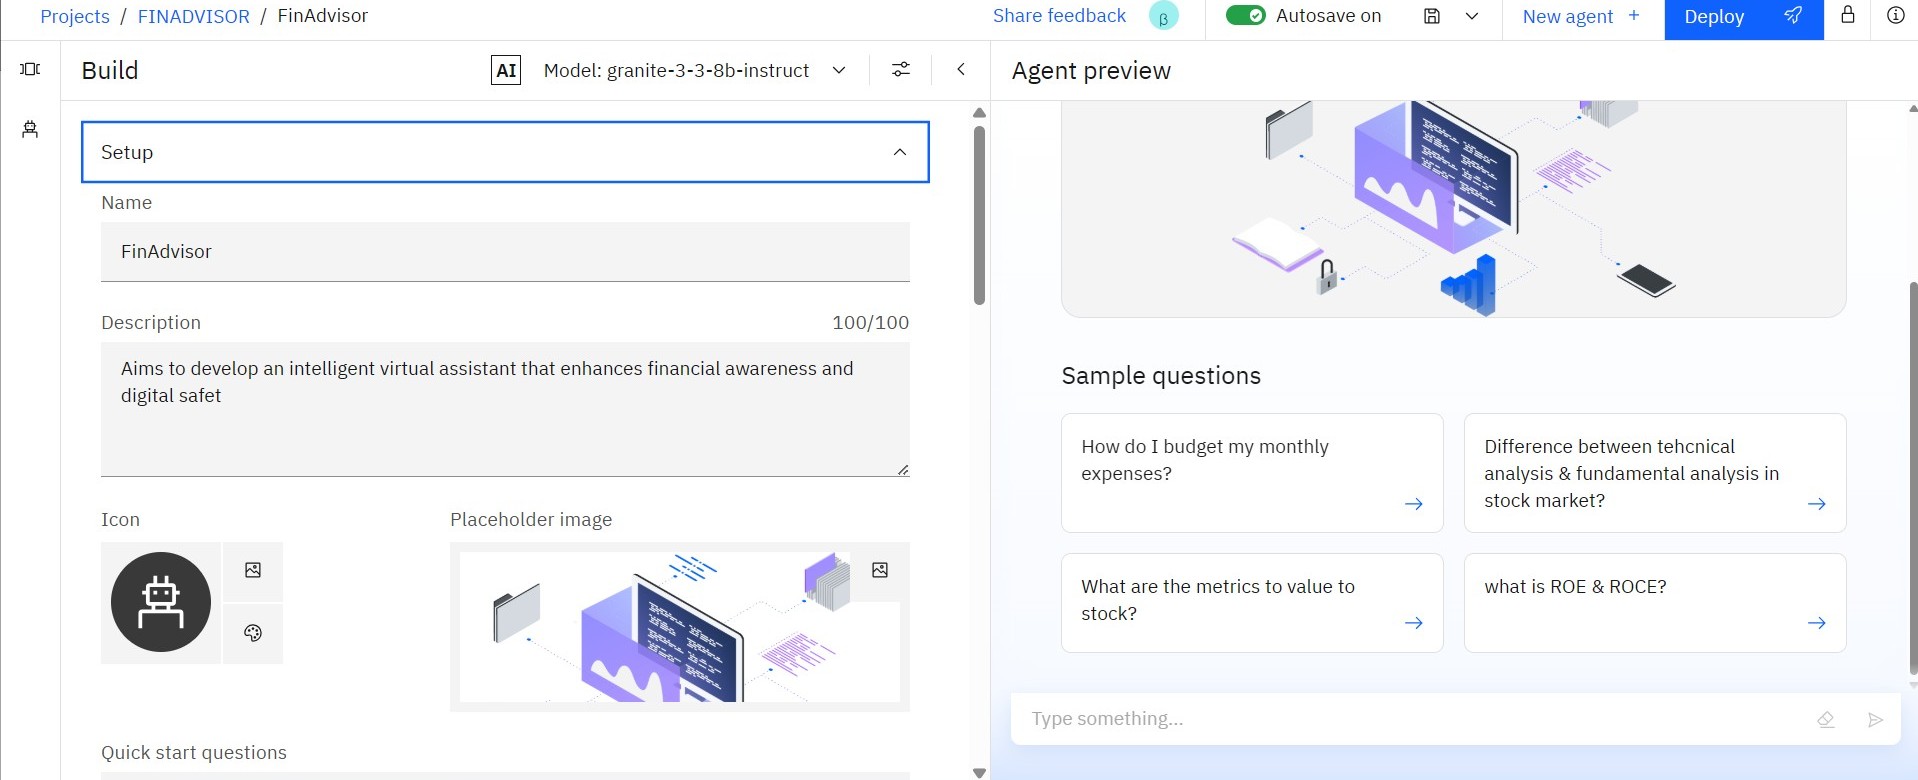 Projects / FINADVISOR / FinAdvisor
Share feedback
β
Autosave on
New agent +
Deploy
Build
AI
Model: granite-3-3-8b-instruct
Agent preview
Setup
Name
FinAdvisor
Description
100/100
Aims to develop an intelligent virtual assistant that enhances financial awareness and
digital safet
Icon
Placeholder image
Quick start questions
Sample questions
How do I budget my monthly
expenses?
Difference between tehcnical
analysis & fundamental analysis in
stock market?
What are the metrics to value to
stock?
what is ROE & ROCE?
Type something...